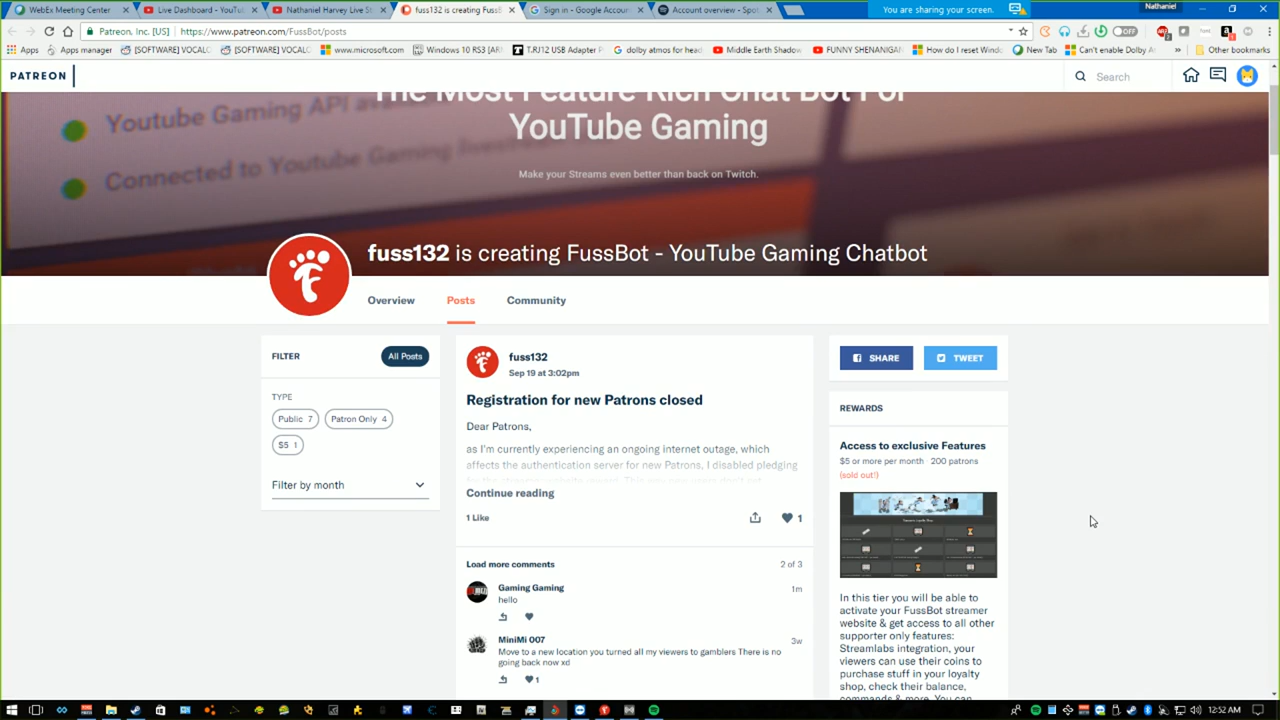 WebEx Meeting Center
Live Dashboard - YouTu
Nathaniel Harvey Live St
fuss132 is creating FussB
Sign in - Google Accou
Account overview - Spot
You are sharing your screen.
Nathaniel
Patreon, Inc. [US]
https://www.patreon.com/FussBot/posts
OFF
Apps
Apps manager
[SOFTWARE] VOCAL
[SOFTWARE] VOCAL
www.microsoft.com
Windows 10 RS3 [ARM
T.RJ12 USB Adapter
dolby atmos for head
Middle Earth Shadow
FUNNY SHENANIGAN
How do I reset Wind
New Tab
Can't enable Dolby A
»
Other bookmarks
PATREON
Search
The Most Feature Rich Chat Bot For
YouTube Gaming
Youtube Gaming API
Connected to Youtube Gaming
Make your Streams even better than back on Twitch.
fuss132 is creating FussBot - YouTube Gaming Chatbot
Overview
Posts
Community
FILTER
All Posts
TYPE
Public 7
Patron Only 4
$5 1
Filter by month
fuss132
Sep 19 at 3:02pm
Registration for new Patrons closed
Dear Patrons,
as I'm currently experiencing an ongoing internet outage, which
affects the authentication server for new Patrons, I disabled pledging
Continue reading
1 Like
1
Load more comments
2 of 3
Gaming Gaming
1m
hello
MiniMi 007
3w
Move to a new location you turned all my viewers to gamblers There is no
going back now xd
1
SHARE
TWEET
REWARDS
Access to exclusive Features
$5 or more per month · 200 patrons
(sold out!)
In this tier you will be able to
activate your FussBot streamer
website & get access to all other
supporter only features:
Streamlabs integration, your
viewers can use their coins to
purchase stuff in your loyalty
shop, check their balance,
commands & more. You can
12:52 AM